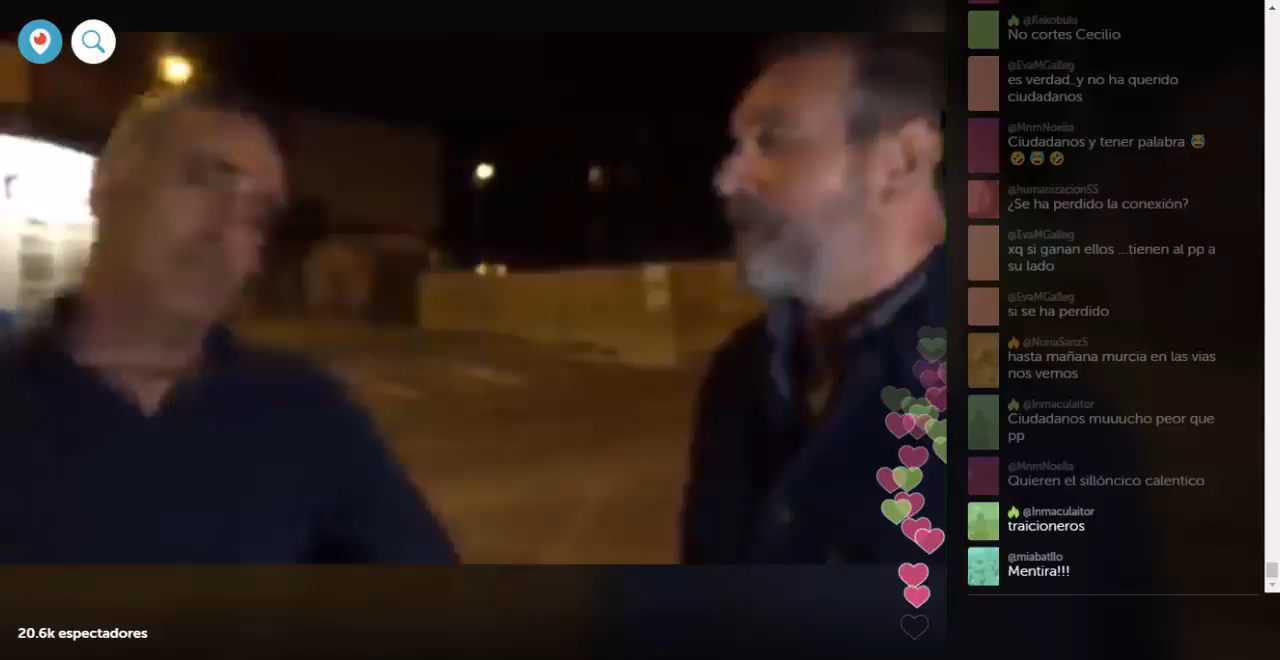 @Kekobuki
No cortes Cecilio
@EvaMGalleg
es verdad..y no ha querido
ciudadanos
@MnmNoelia
Ciudadanos y tener palabra 😅
🤣 😅 🤣
@humanizacionSS
¿Se ha perdido la conexión?
@EvaMGalleg
xq si ganan ellos ...tienen al pp a
su lado
@EvaMGalleg
si se ha perdido
@NuriaSanzS
hasta mañana murcia en las vias
nos vemos
@Inmaculaitor
Ciudadanos muuucho peor que
pp
@MnmNoelia
Quieren el sillóncico calentico
@Inmaculaitor
traicioneros
@miabatllo
Mentira!!!
20.6k espectadores